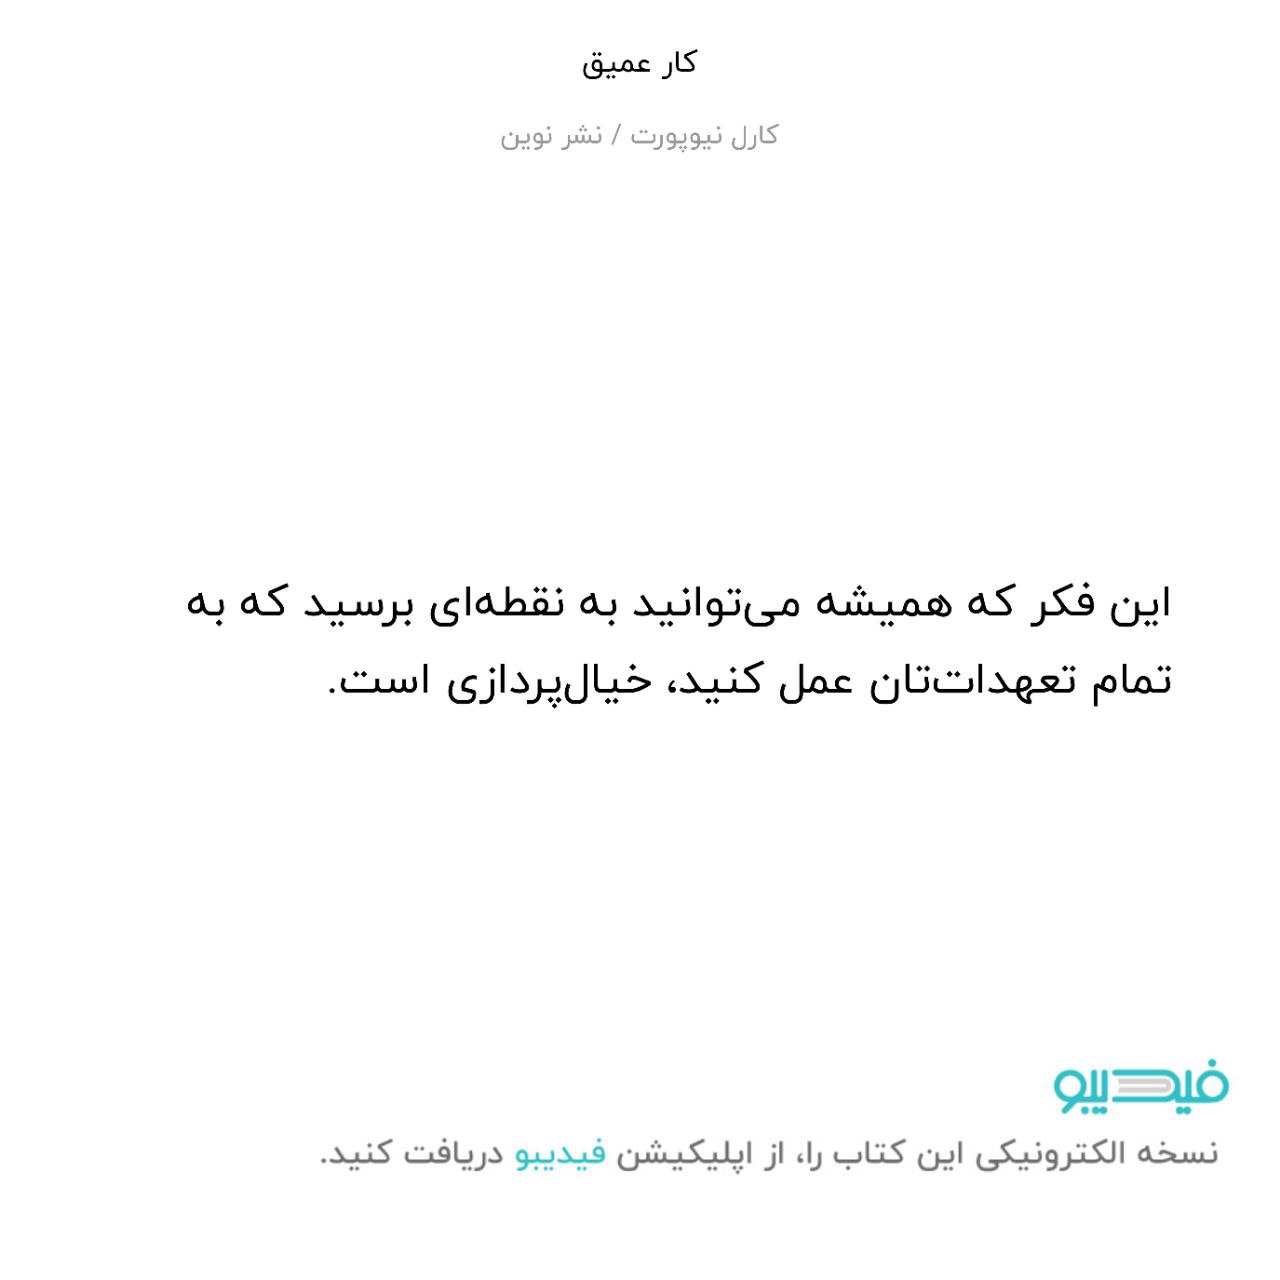 کار عمیق
کارل نیوپورت / نشر نوین
این فکر که همیشه می‌توانید به نقطه‌ای برسید که به
تمام تعهدات‌تان عمل کنید، خیال‌پردازی است.
فیدیبو
نسخه الکترونیکی این کتاب را، از اپلیکیشن فیدیبو دریافت کنید.